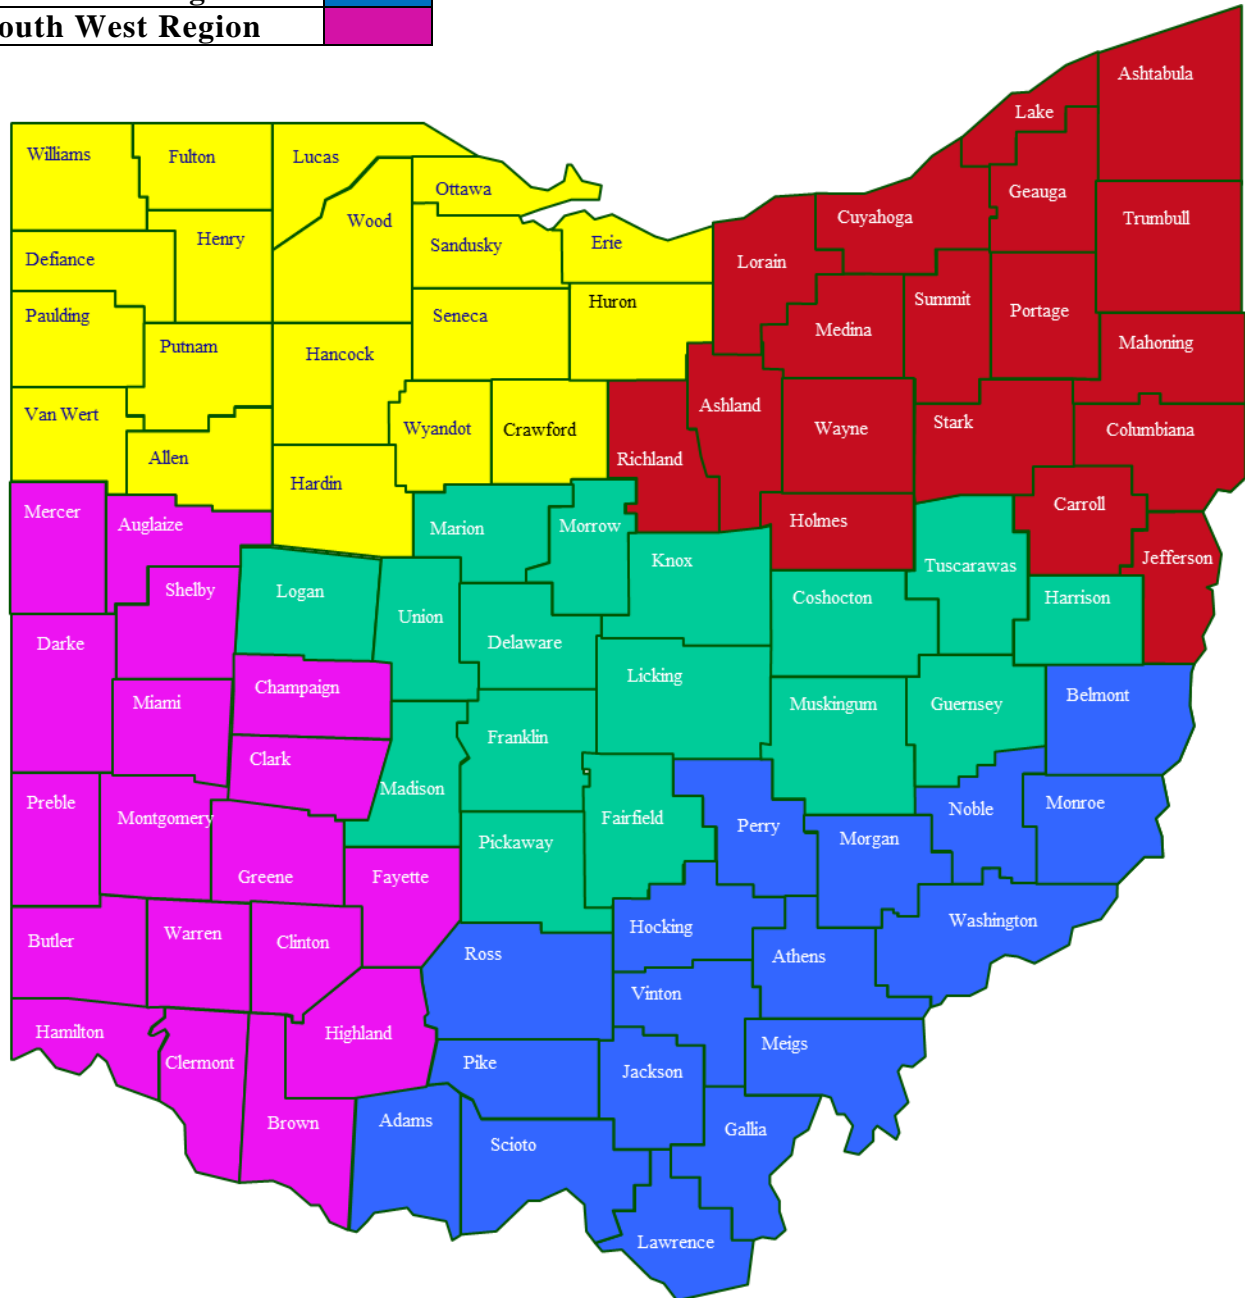 outh West Region
Ashtabula
Lake
Williams
Fulton
Lucas
Ottawa
Geauga
Cuyahoga
Trumbull
Wood
Henry
Sandusky
Erie
Defiance
Lorain
Summit
Portage
Huron
Paulding
Seneca
Medina
Mahoning
Putnam
Hancock
Ashland
Van Wert
Wyandot
Crawford
Wayne
Stark
Columbiana
Allen
Richland
Hardin
Carroll
Mercer
Auglaize
Marion
Morrow
Holmes
Knox
Tuscarawas
Jefferson
Shelby
Logan
Coshocton
Harrison
Union
Darke
Delaware
Licking
Champaign
Belmont
Miami
Muskingum
Guernsey
Franklin
Clark
Madison
Preble
Montgomery
Fairfield
Perry
Noble
Monroe
Pickaway
Morgan
Greene
Fayette
Butler
Warren
Clinton
Hocking
Washington
Ross
Athens
Vinton
Hamilton
Highland
Meigs
Clermont
Pike
Jackson
Brown
Adams
Gallia
Scioto
Lawrence